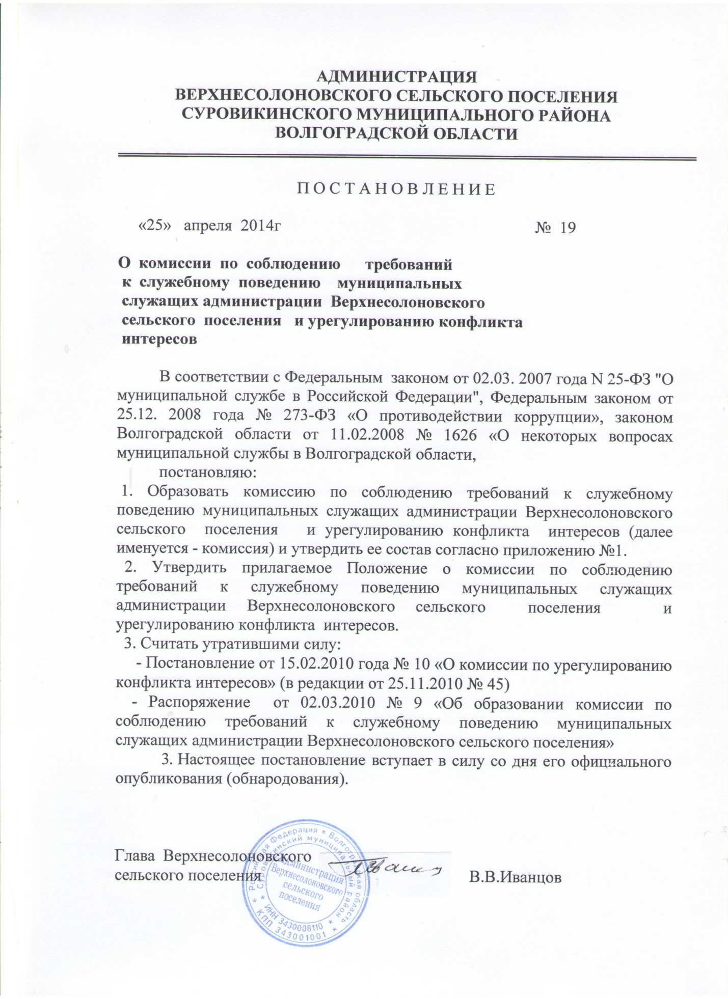 АДМИНИСТРАЦИЯ
ВЕРХНЕСОЛОНОВСКОГО СЕЛЬСКОГО ПОСЕЛЕНИЯ
СУРОВИКИНСКОГО МУНИЦИПАЛЬНОГО РАЙОНА
ВОЛГОГРАДСКОЙ ОБЛАСТИ
П О С Т А Н О В Л Е Н И Е
«25» апреля 2014г № 19
О комиссии по соблюдению требований
к служебному поведению муниципальных
служащих администрации Верхнесолоновского
сельского поселения и урегулированию конфликта
интересов
В соответствии с Федеральным законом от 02.03. 2007 года N 25-ФЗ "О
муниципальной службе в Российской Федерации", Федеральным законом от
25.12. 2008 года № 273-ФЗ «О противодействии коррупции», законом
Волгоградской области от 11.02.2008 № 1626 «О некоторых вопросах
муниципальной службы в Волгоградской области,
постановляю:
1. Образовать комиссию по соблюдению требований к служебному
поведению муниципальных служащих администрации Верхнесолоновского
сельского поселения и урегулированию конфликта интересов (далее
именуется - комиссия) и утвердить ее состав согласно приложению №1.
2. Утвердить прилагаемое Положение о комиссии по соблюдению
требований к служебному поведению муниципальных служащих
администрации Верхнесолоновского сельского поселения и
урегулированию конфликта интересов.
3. Считать утратившими силу:
- Постановление от 15.02.2010 года № 10 «О комиссии по урегулированию
конфликта интересов» (в редакции от 25.11.2010 № 45)
- Распоряжение от 02.03.2010 № 9 «Об образовании комиссии по
соблюдению требований к служебному поведению муниципальных
служащих администрации Верхнесолоновского сельского поселения»
3. Настоящее постановление вступает в силу со дня его официального
опубликования (обнародования).
Глава Верхнесолоновского
сельского поселения В.В.Иванцов
* Российская Федерация * Волгоградская область *
КПП 343001001
* Суровикинский муниципальный район *
ИНН 3430008110
Администрация
Верхнесолоновского
сельского
поселения